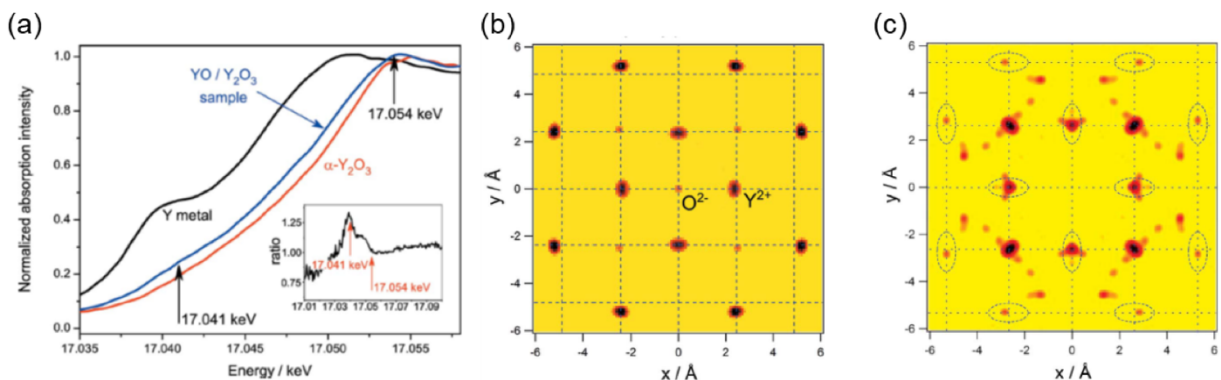 (a)
Normalized absorption intensity
1.0
0.8
0.6
0.4
0.2
0.0
YO / Y₂O₃
sample
17.054 keV
α-Y₂O₃
Y metal
17.041 keV
ratio
1.25
1.00
0.75
17.041 keV
17.054 keV
17.01 17.03 17.05 17.07 17.09
17.035 17.040 17.045 17.050 17.055
Energy / keV
(b)
y / Å
6
4
2
0
-2
-4
-6
O²⁻ Y²⁺
-6 -4 -2 0 2 4 6
x / Å
(c)
y / Å
6
4
2
0
-2
-4
-6
-6 -4 -2 0 2 4 6
x / Å